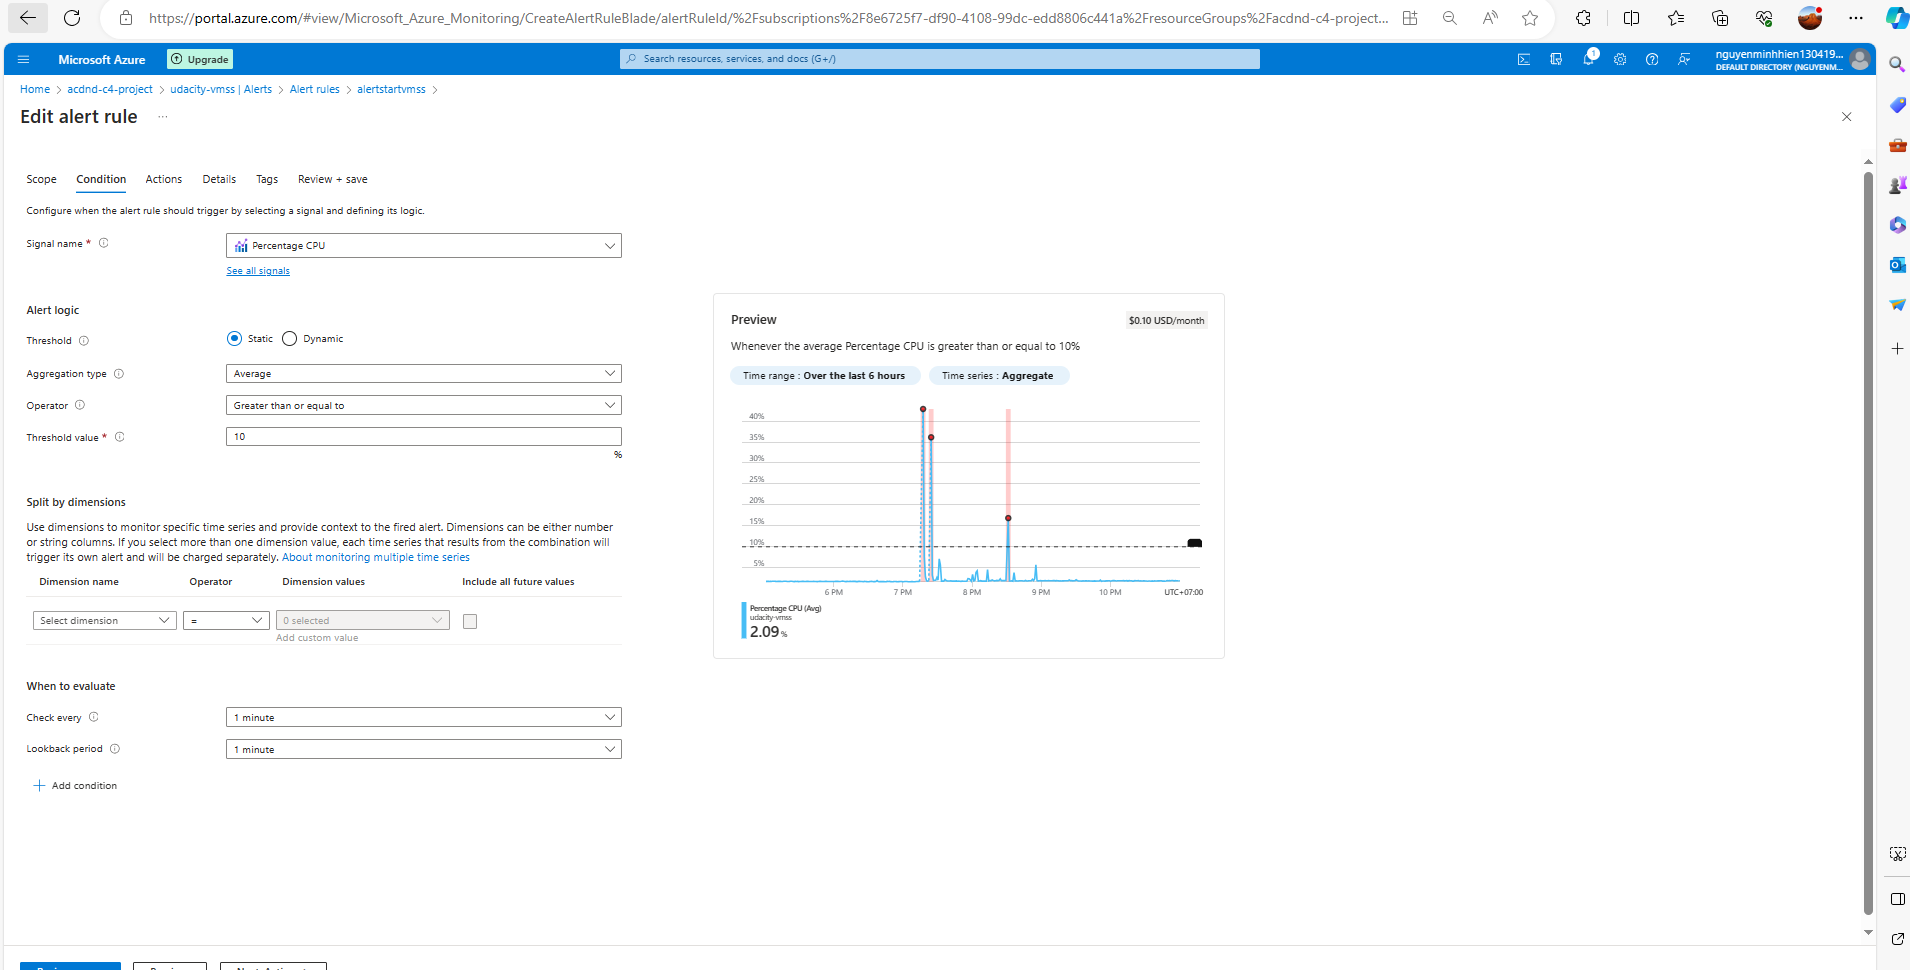 https://portal.azure.com/#view/Microsoft_Azure_Monitoring/CreateAlertRuleBlade/alertRuleId/%2Fsubscriptions%2F8e6725f7-df90-4108-99dc-edd8806c441a%2FresourceGroups%2Facdnd-c4-project...
Microsoft Azure
Upgrade
Search resources, services, and docs (G+/)
1
nguyenminhhien130419...
DEFAULT DIRECTORY (NGUYENM...
Home > acdnd-c4-project > udacity-vmss | Alerts > Alert rules > alertstartvmss >
Edit alert rule ...
Scope Condition Actions Details Tags Review + save
Configure when the alert rule should trigger by selecting a signal and defining its logic.
Signal name *
Percentage CPU
See all signals
Alert logic
Threshold
Static Dynamic
Aggregation type
Average
Operator
Greater than or equal to
Threshold value *
10
%
Split by dimensions
Use dimensions to monitor specific time series and provide context to the fired alert. Dimensions can be either number
or string columns. If you select more than one dimension value, each time series that results from the combination will
trigger its own alert and will be charged separately. About monitoring multiple time series
Dimension name Operator Dimension values Include all future values
Select dimension = 0 selected
Add custom value
When to evaluate
Check every
1 minute
Lookback period
1 minute
Add condition
Preview
$0.10 USD/month
Whenever the average Percentage CPU is greater than or equal to 10%
Time range : Over the last 6 hours Time series : Aggregate
40%
35%
30%
25%
20%
15%
10%
5%
6 PM 7 PM 8 PM 9 PM 10 PM UTC+07:00
Percentage CPU (Avg)
udacity-vmss
2.09 %